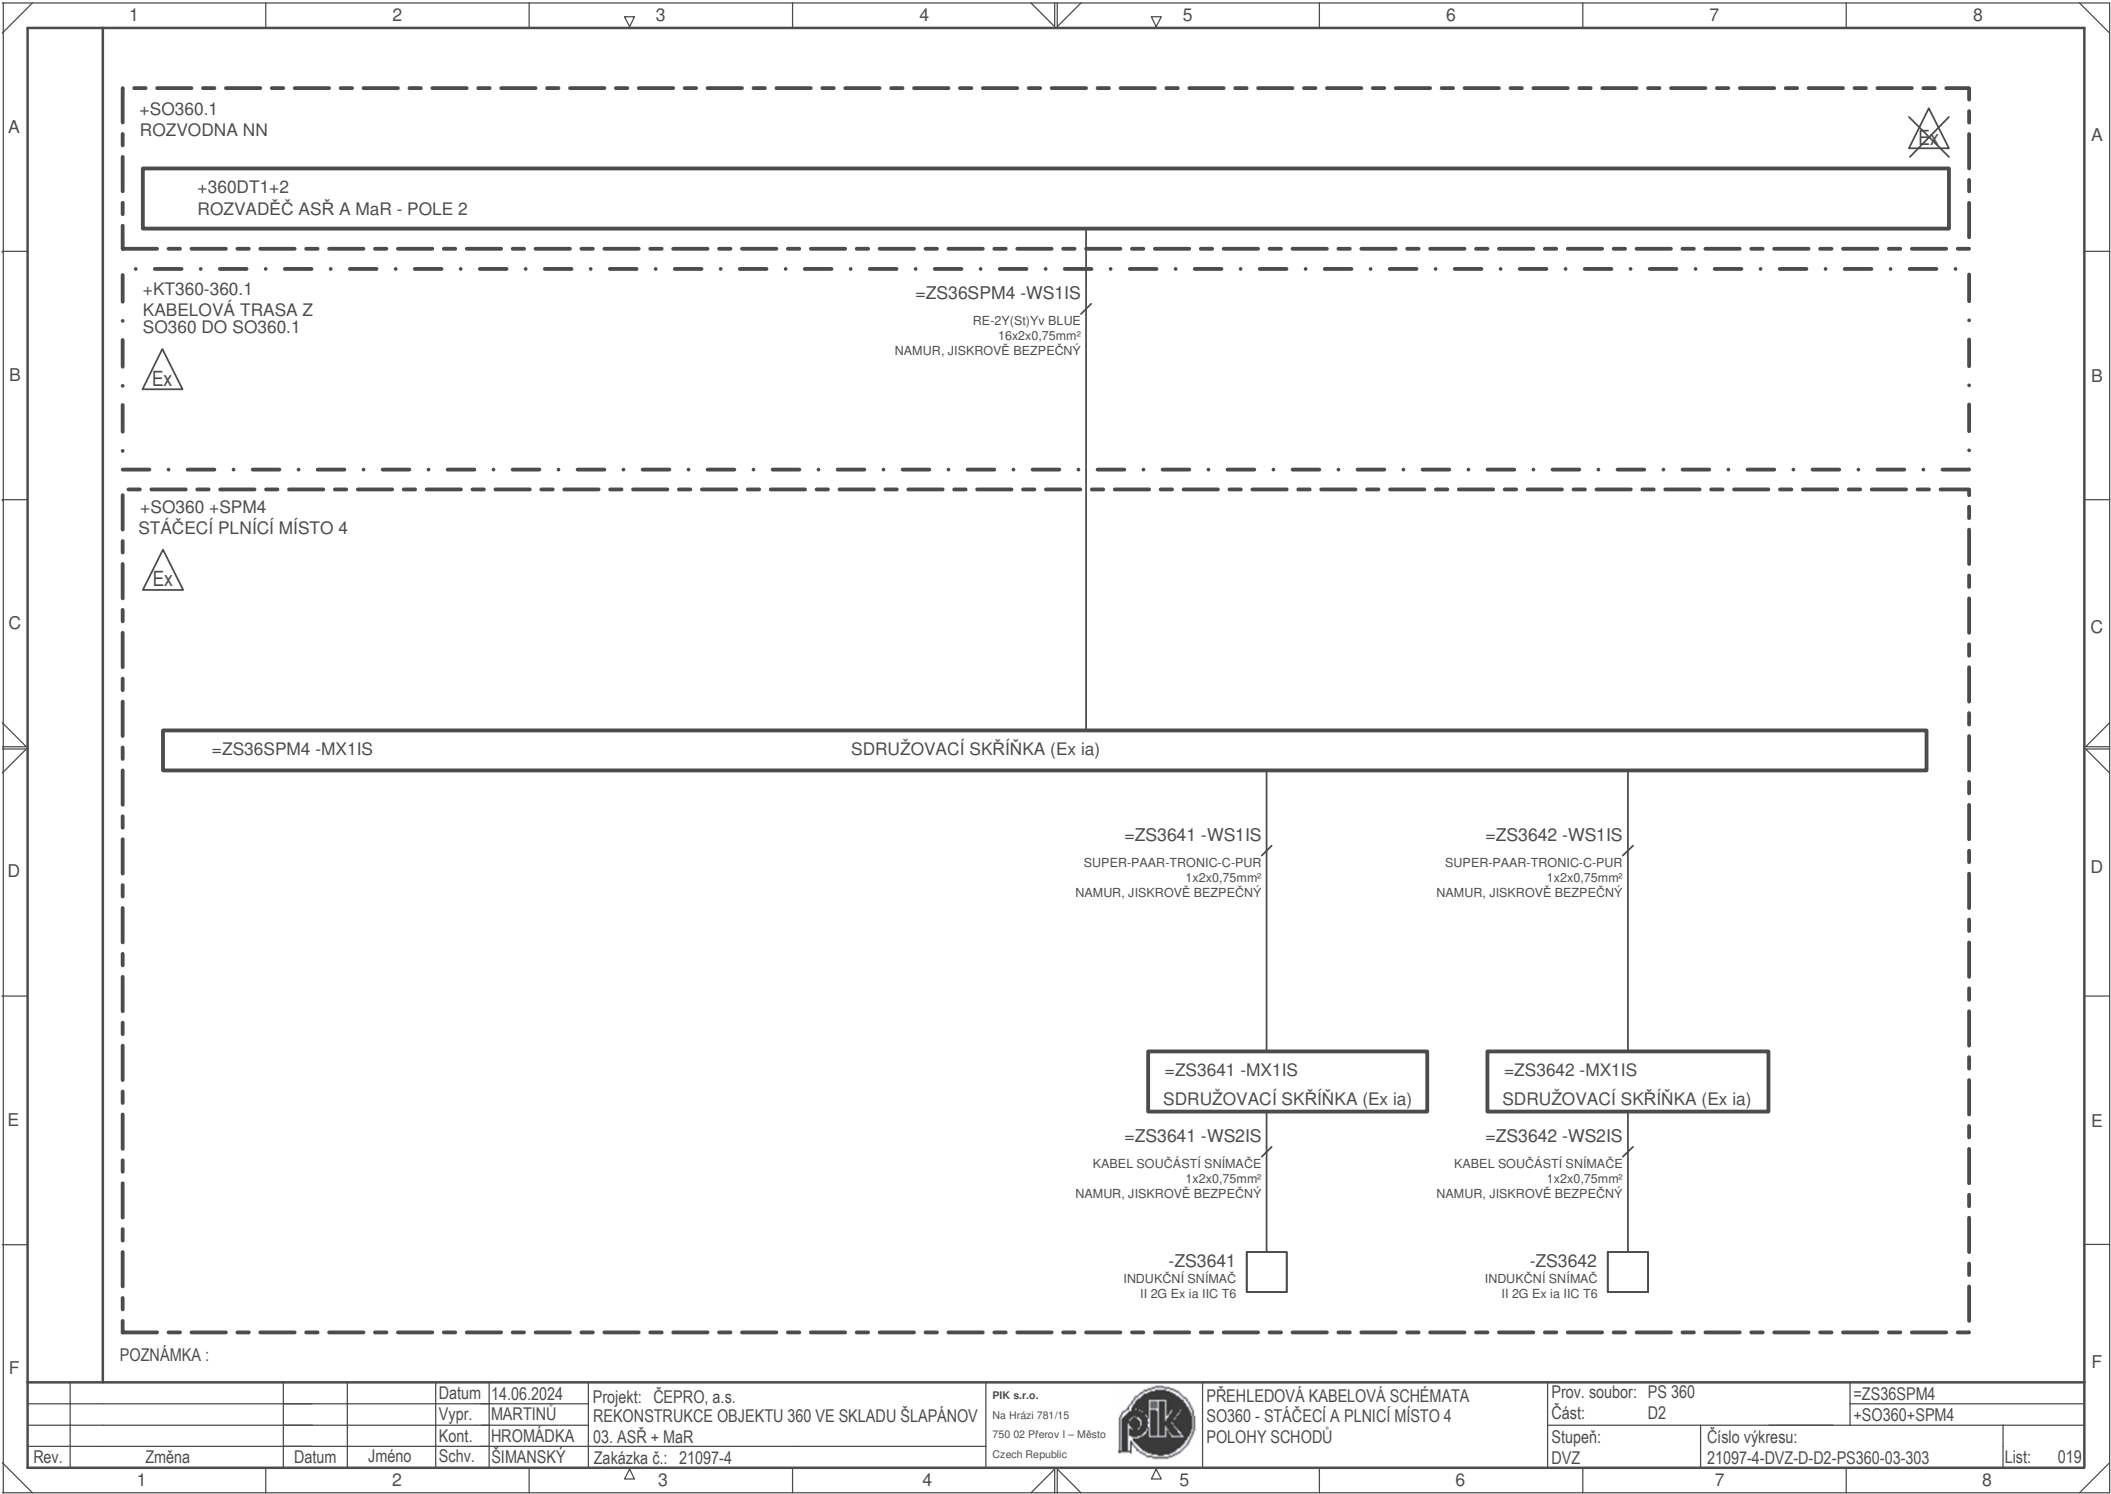 1 2 3 4 5 6 7 8
A A
B B
C C
D D
E E
F F
+SO360.1
ROZVODNA NN
Ex
+360DT1+2
ROZVADĚČ ASŘ A MaR - POLE 2
+KT360-360.1
KABELOVÁ TRASA Z
SO360 DO SO360.1
Ex
=ZS36SPM4 -WS1IS
RE-2Y(St)Yv BLUE
16x2x0,75mm²
NAMUR, JISKROVĚ BEZPEČNÝ
+SO360 +SPM4
STÁČECÍ PLNÍCÍ MÍSTO 4
Ex
=ZS36SPM4 -MX1IS SDRUŽOVACÍ SKŘÍŇKA (Ex ia)
=ZS3641 -WS1IS
SUPER-PAAR-TRONIC-C-PUR
1x2x0,75mm²
NAMUR, JISKROVĚ BEZPEČNÝ
=ZS3642 -WS1IS
SUPER-PAAR-TRONIC-C-PUR
1x2x0,75mm²
NAMUR, JISKROVĚ BEZPEČNÝ
=ZS3641 -MX1IS
SDRUŽOVACÍ SKŘÍŇKA (Ex ia)
=ZS3642 -MX1IS
SDRUŽOVACÍ SKŘÍŇKA (Ex ia)
=ZS3641 -WS2IS
KABEL SOUČÁSTÍ SNÍMAČE
1x2x0,75mm²
NAMUR, JISKROVĚ BEZPEČNÝ
=ZS3642 -WS2IS
KABEL SOUČÁSTÍ SNÍMAČE
1x2x0,75mm²
NAMUR, JISKROVĚ BEZPEČNÝ
-ZS3641
INDUKČNÍ SNÍMAČ
II 2G Ex ia IIC T6
-ZS3642
INDUKČNÍ SNÍMAČ
II 2G Ex ia IIC T6
POZNÁMKA :
Rev. Změna Datum Jméno
Datum 14.06.2024
Vypr. MARTINŮ
Kont. HROMÁDKA
Schv. ŠIMANSKÝ
Projekt: ČEPRO, a.s.
REKONSTRUKCE OBJEKTU 360 VE SKLADU ŠLAPÁNOV
03. ASŘ + MaR
Zakázka č.: 21097-4
PIK s.r.o.
Na Hrázi 781/15
750 02 Přerov I – Město
Czech Republic
pik
PŘEHLEDOVÁ KABELOVÁ SCHÉMATA
SO360 - STÁČECÍ A PLNICÍ MÍSTO 4
POLOHY SCHODŮ
Prov. soubor: PS 360
Část: D2
Stupeň:
DVZ
=ZS36SPM4
+SO360+SPM4
Číslo výkresu:
21097-4-DVZ-D-D2-PS360-03-303
List: 019
1 2 3 4 5 6 7 8